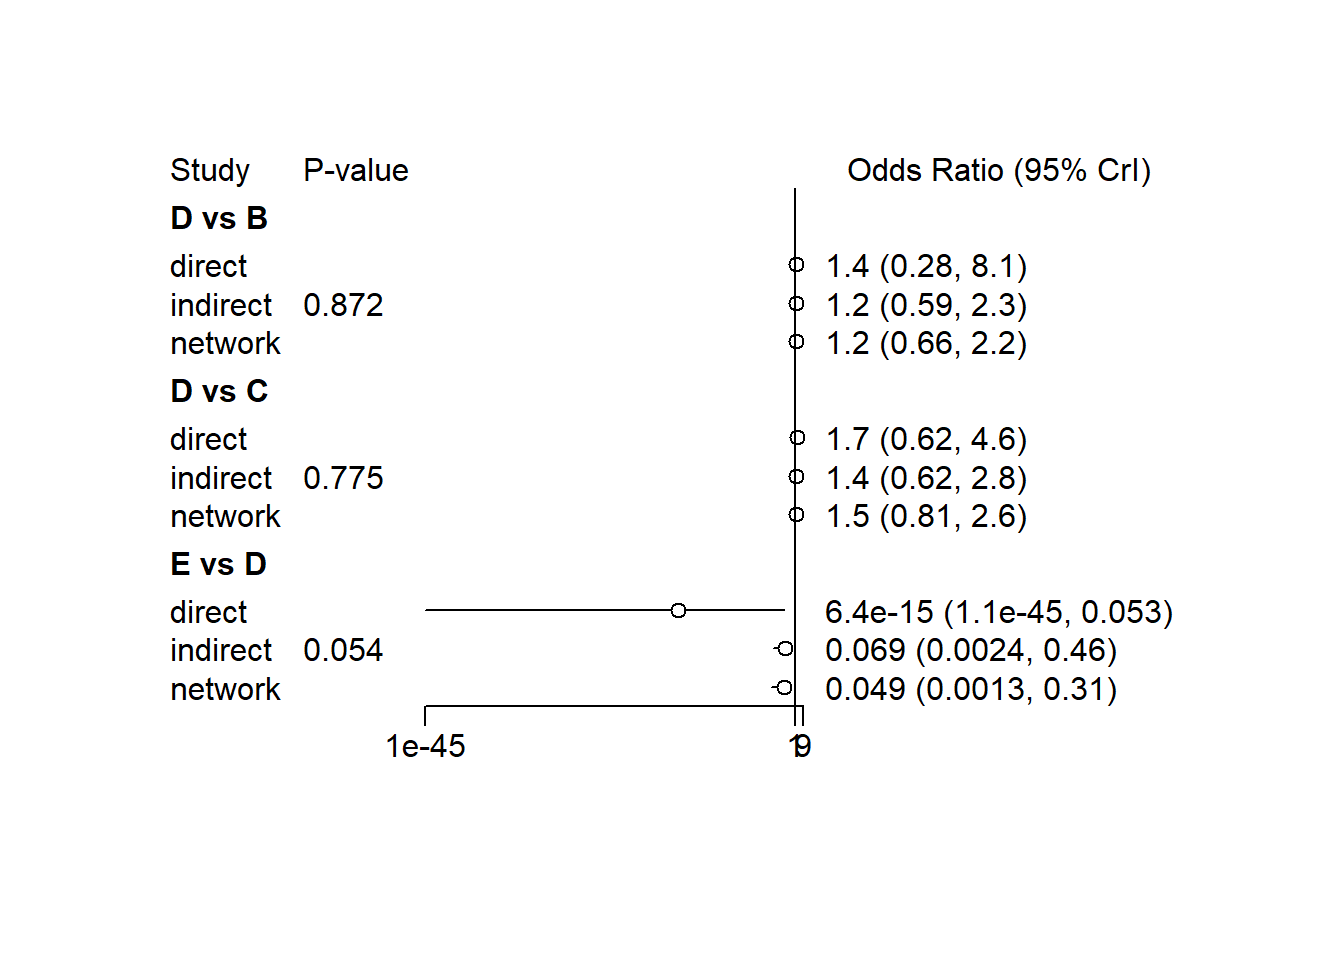 Study P-value Odds Ratio (95% CrI)
D vs B
direct 1.4 (0.28, 8.1)
indirect 0.872 1.2 (0.59, 2.3)
network 1.2 (0.66, 2.2)
D vs C
direct 1.7 (0.62, 4.6)
indirect 0.775 1.4 (0.62, 2.8)
network 1.5 (0.81, 2.6)
E vs D
direct 6.4e-15 (1.1e-45, 0.053)
indirect 0.054 0.069 (0.0024, 0.46)
network 0.049 (0.0013, 0.31)
1e-45 1 9